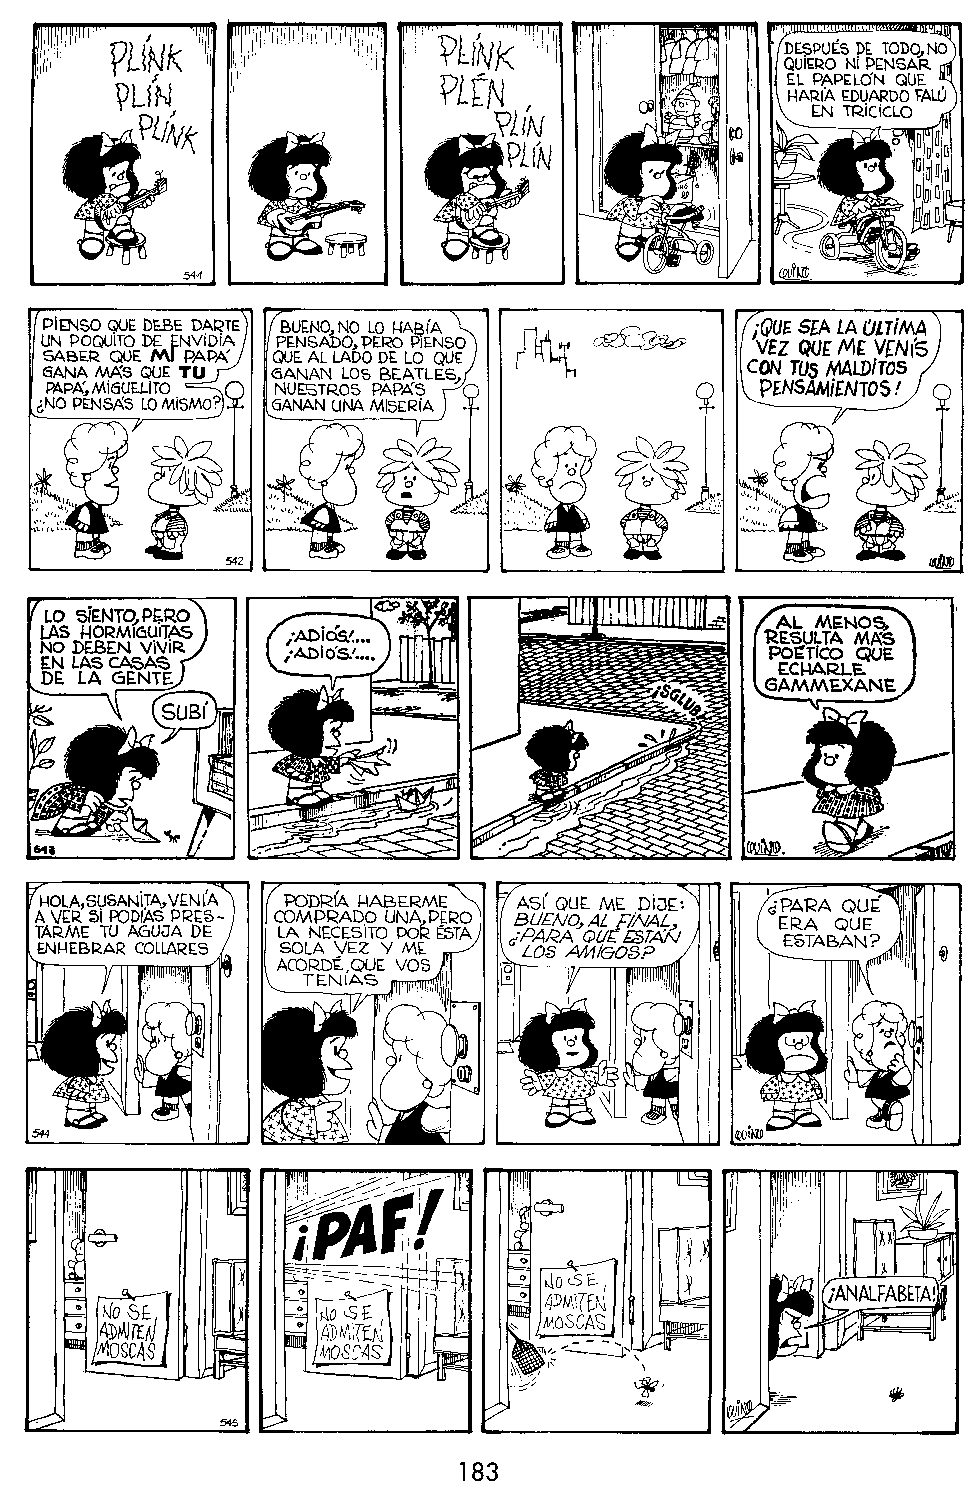 PLÍNK
PLÍN
PLÍNK
541
PLÍNK
PLÉN
PLÍN
PLÍN
DESPUÉS DE TODO, NO
QUIERO NI PENSAR
EL PAPELÓN QUE
HARÍA EDUARDO FALÚ
EN TRICICLO
QUINO
PIENSO QUE DEBE DARTE
UN POQUITO DE ENVIDIA
SABER QUE MI PAPÁ
GANA MÁS QUE TU
PAPÁ, MIGUELITO
¿NO PENSÁS LO MISMO?
542
BUENO, NO LO HABÍA
PENSADO, PERO PIENSO
QUE AL LADO DE LO QUE
GANAN LOS BEATLES,
NUESTROS PAPÁS
GANAN UNA MISERIA
¡QUE SEA LA ÚLTIMA
VEZ QUE ME VENÍS
CON TUS MALDITOS
PENSAMIENTOS!
QUINO
LO SIENTO, PERO
LAS HORMIGUITAS
NO DEBEN VIVIR
EN LAS CASAS
DE LA GENTE
SUBÍ
543
¡ADIÓS!....
¡ADIÓS!....
¡SGLUB!
AL MENOS,
RESULTA MÁS
POÉTICO QUE
ECHARLE
GAMMEXANE
QUINO.
HOLA, SUSANITA, VENÍA
A VER SI PODÍAS PRES-
TARME TU AGUJA DE
ENHEBRAR COLLARES
544
PODRÍA HABERME
COMPRADO UNA, PERO
LA NECESITO POR ÉSTA
SOLA VEZ Y ME
ACORDÉ QUE VOS
TENÍAS
ASÍ QUE ME DIJE:
BUENO, AL FINAL,
¿PARA QUÉ ESTÁN
LOS AMIGOS?
¿PARA QUÉ
ERA QUE
ESTABAN?
QUINO
NO SE
ADMITEN
MOSCAS
545
¡PAF!
NO SE
ADMITEN
MOSCAS
NO SE
ADMITEN
MOSCAS
¡ANALFABETA!
QUINO
183